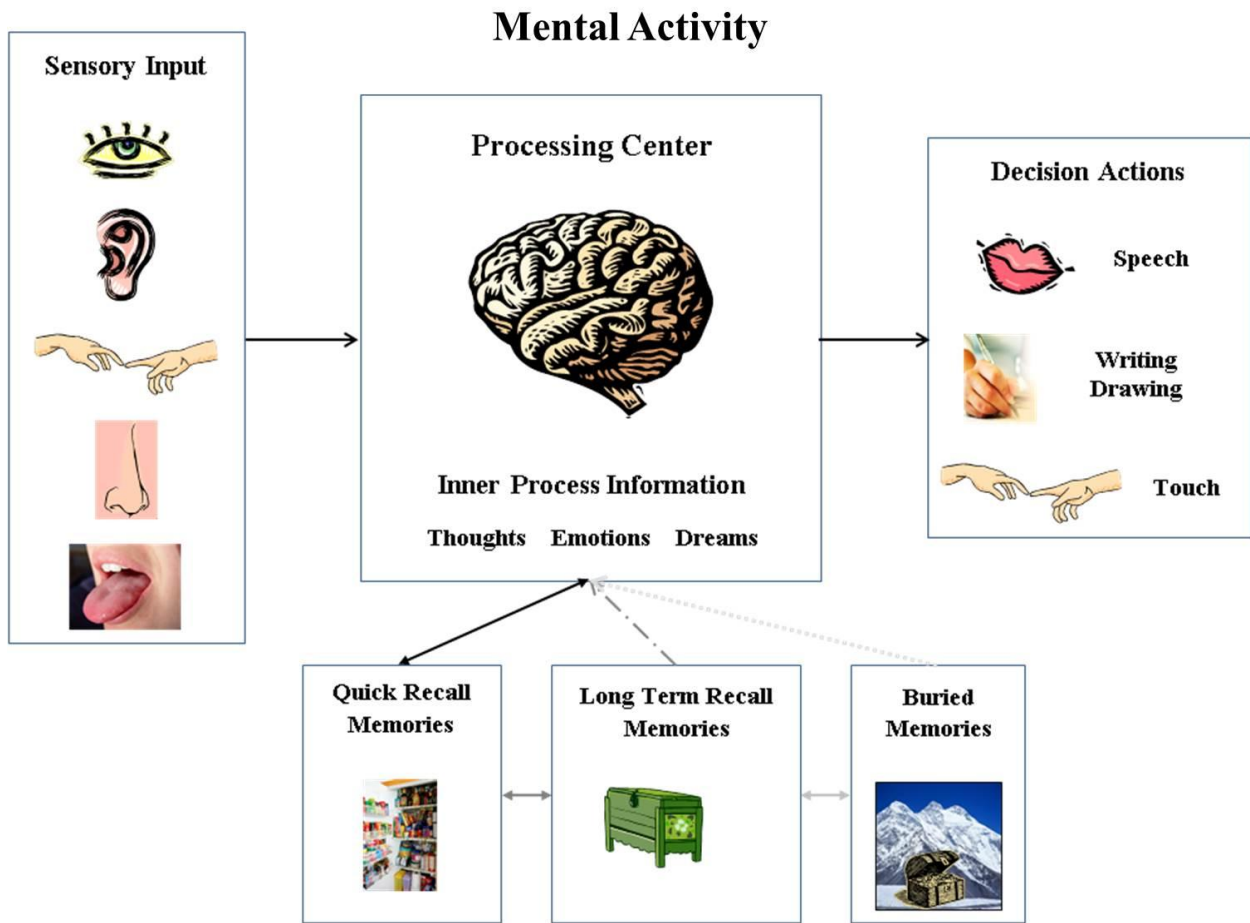 Mental Activity
Sensory Input
Processing Center
Inner Process Information
Thoughts Emotions Dreams
Decision Actions
Speech
Writing
Drawing
Touch
Quick Recall
Memories
Long Term Recall
Memories
Buried
Memories